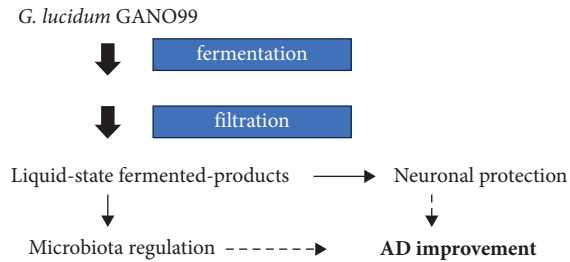 G. lucidum GANO99
fermentation
filtration
Liquid-state fermented-products
Neuronal protection
Microbiota regulation
AD improvement